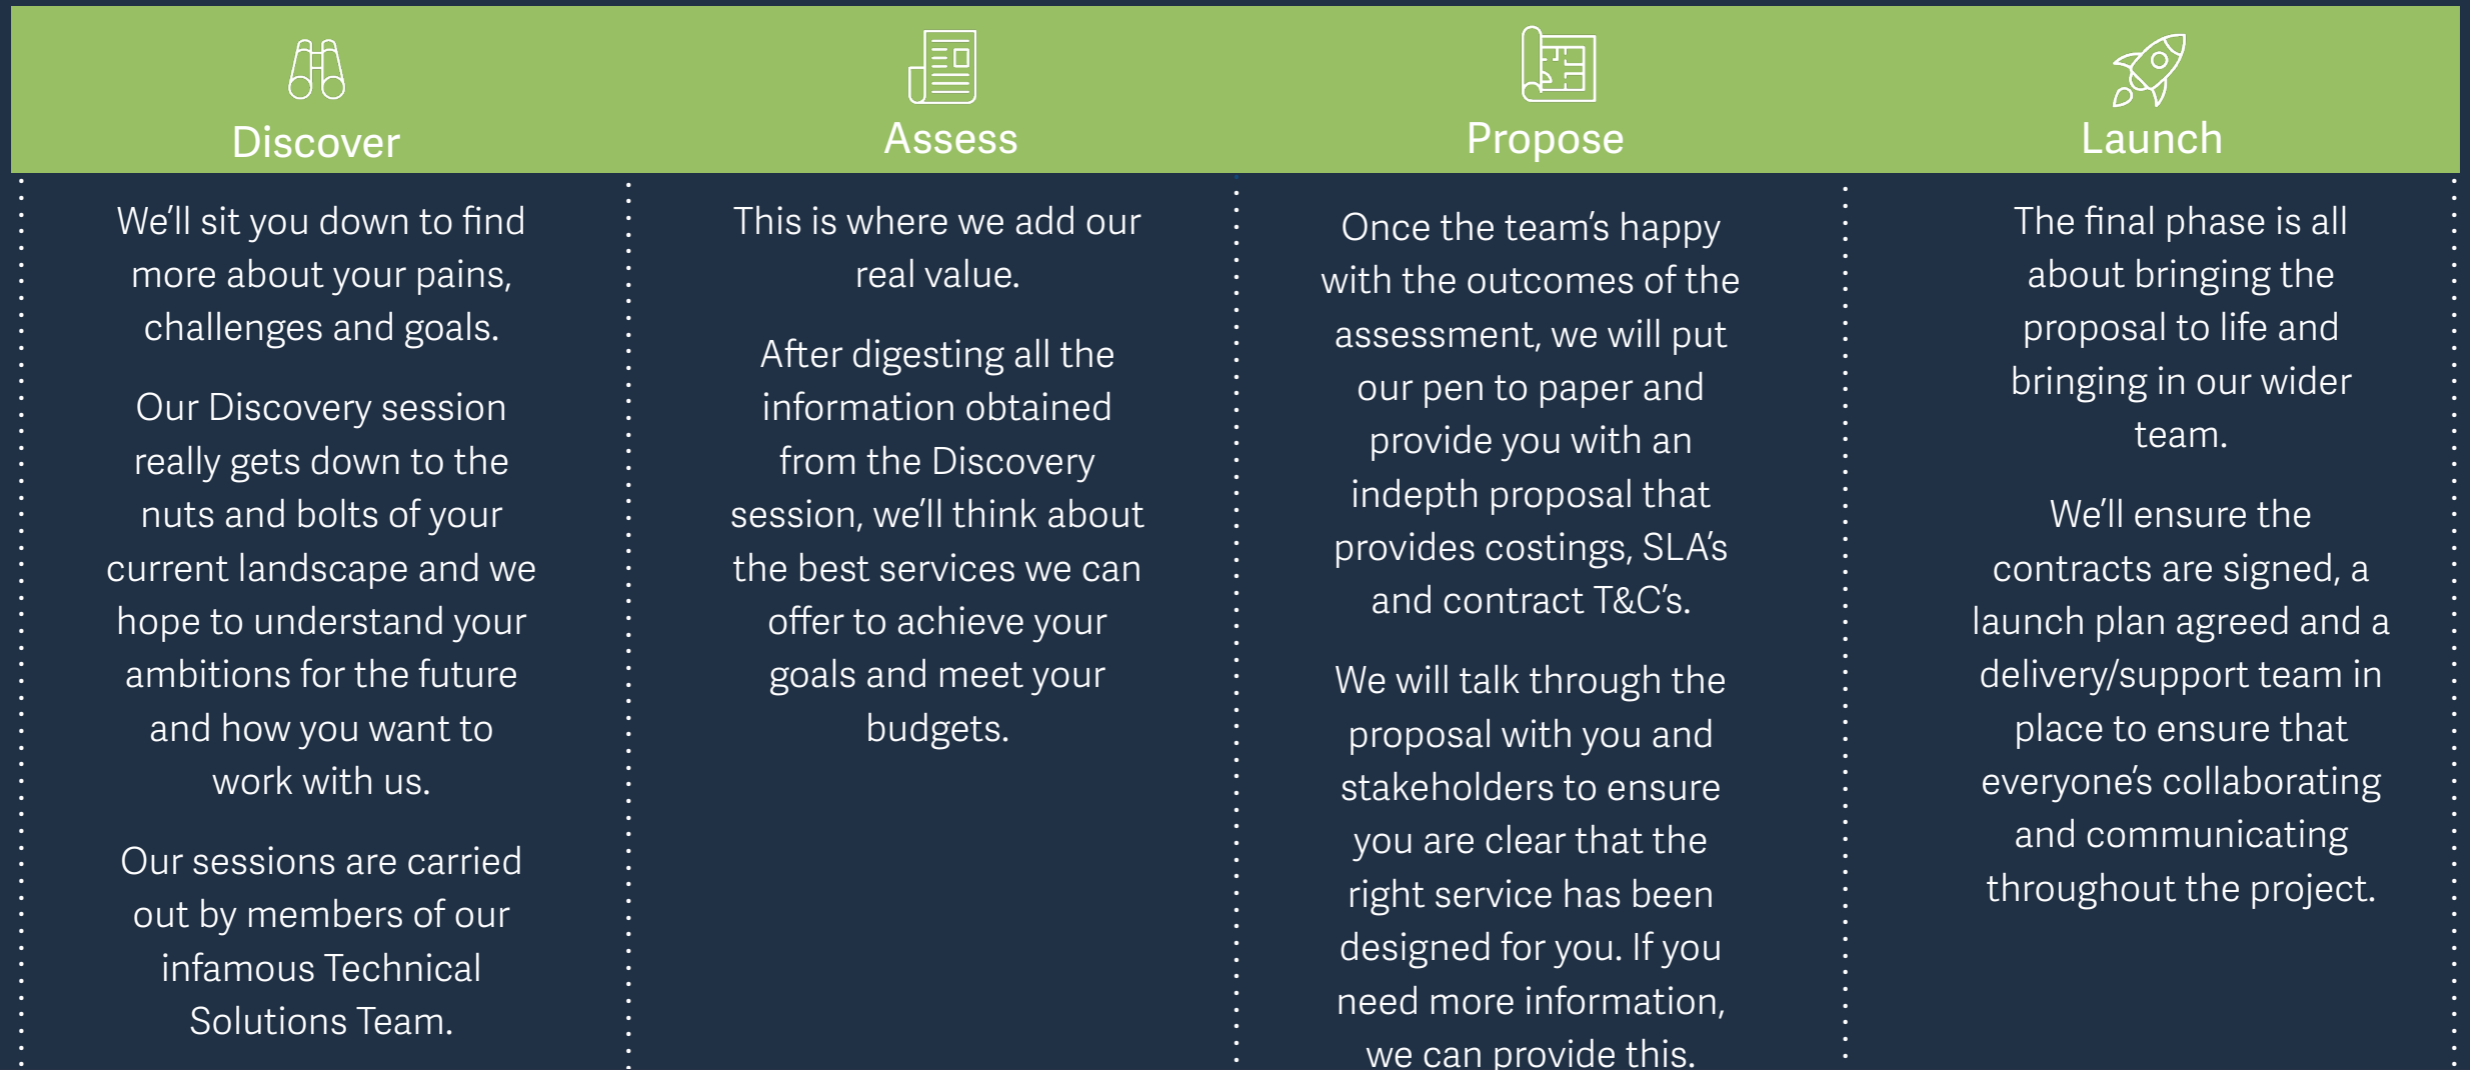 Discover
We’ll sit you down to find
more about your pains,
challenges and goals.
Our Discovery session
really gets down to the
nuts and bolts of your
current landscape and we
hope to understand your
ambitions for the future
and how you want to
work with us.
Our sessions are carried
out by members of our
infamous Technical
Solutions Team.
Assess
This is where we add our
real value.
After digesting all the
information obtained
from the Discovery
session, we’ll think about
the best services we can
offer to achieve your
goals and meet your
budgets.
Propose
Once the team’s happy
with the outcomes of the
assessment, we will put
our pen to paper and
provide you with an
indepth proposal that
provides costings, SLA’s
and contract T&C’s.
We will talk through the
proposal with you and
stakeholders to ensure
you are clear that the
right service has been
designed for you. If you
need more information,
we can provide this.
Launch
The final phase is all
about bringing the
proposal to life and
bringing in our wider
team.
We’ll ensure the
contracts are signed, a
launch plan agreed and a
delivery/support team in
place to ensure that
everyone’s collaborating
and communicating
throughout the project.